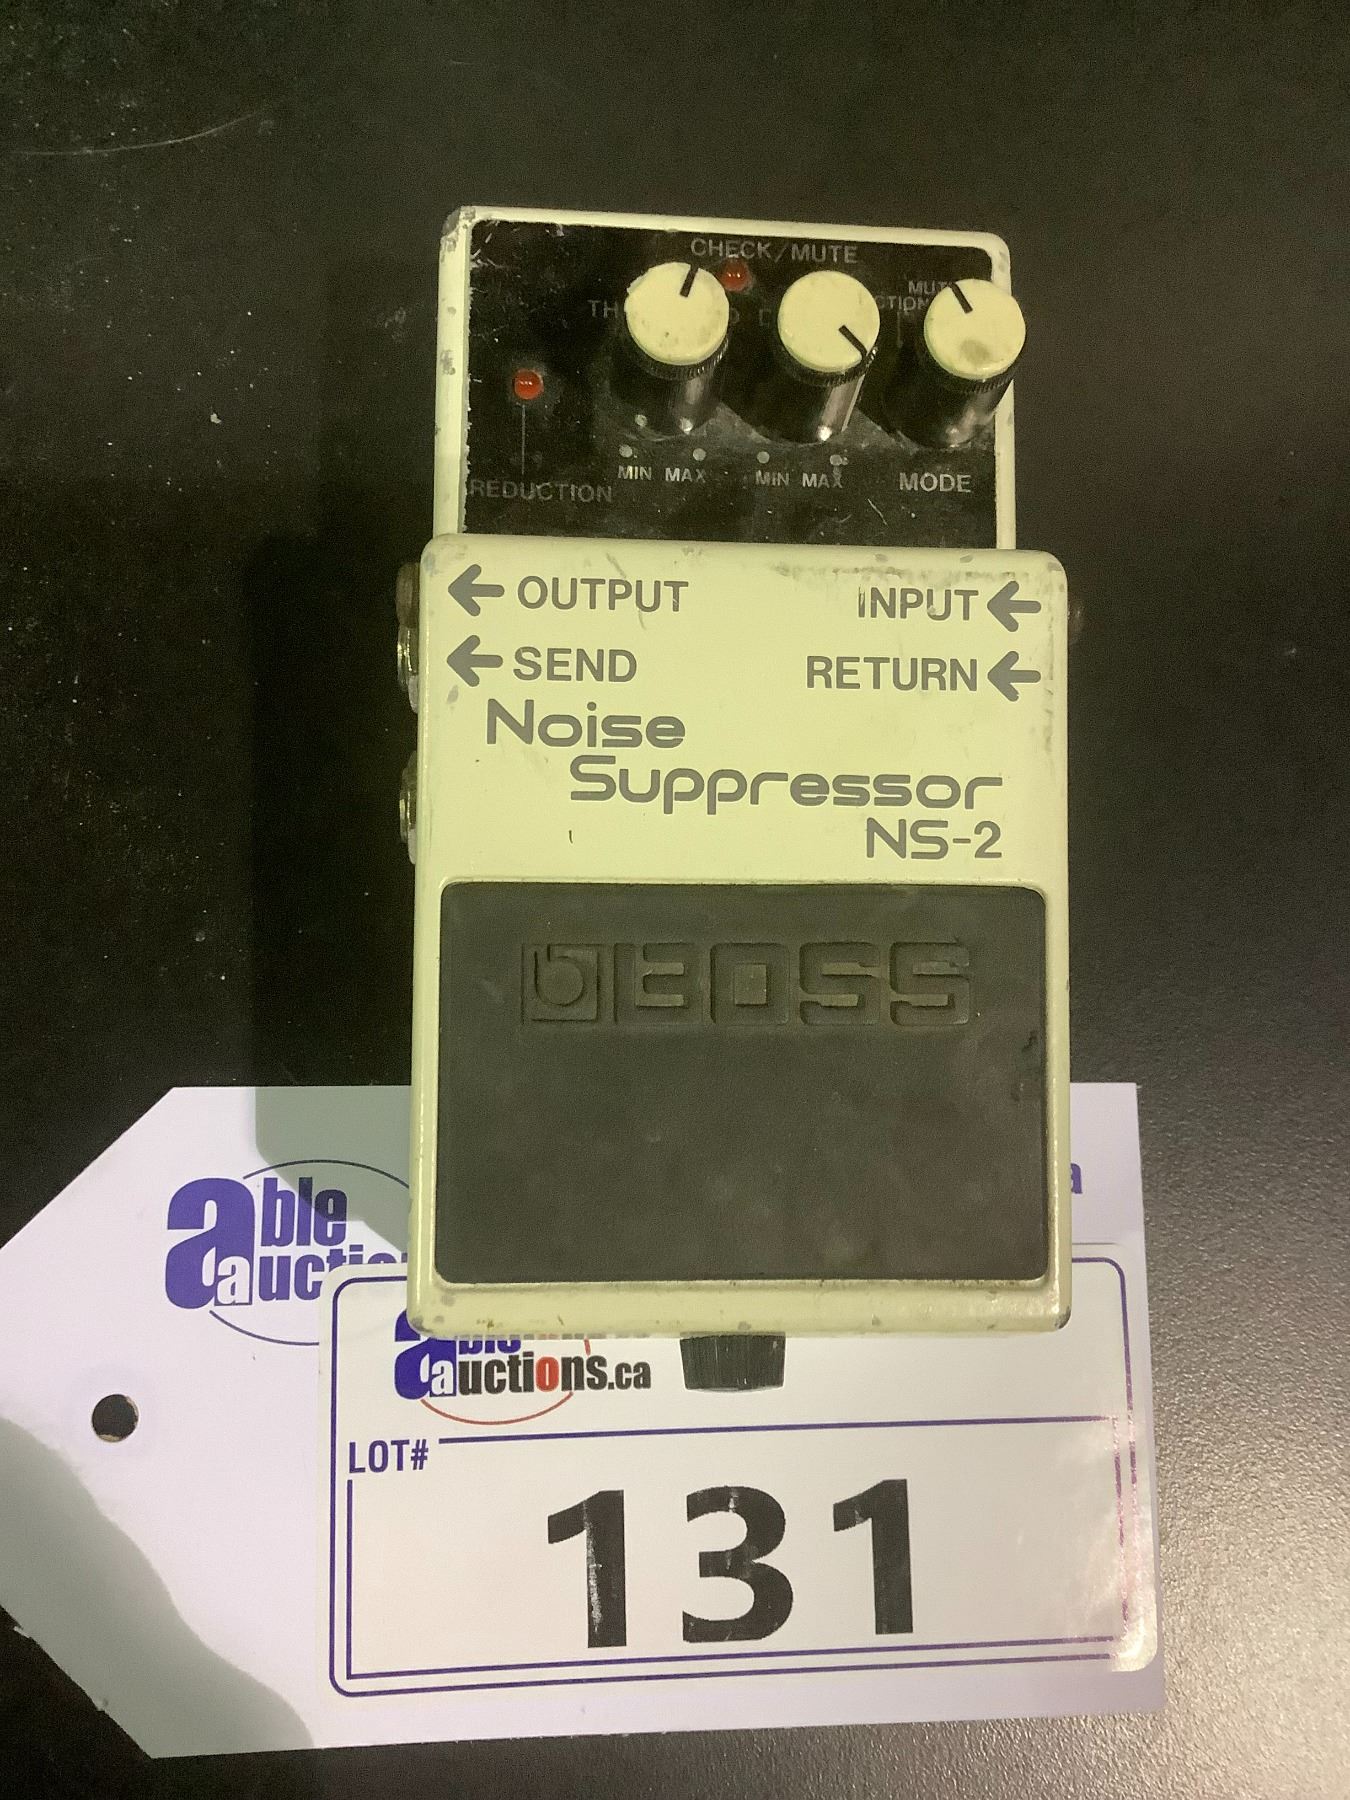 CHECK/MUTE
MIN MAX MIN MAX MODE
REDUCTION
OUTPUT INPUT
SEND RETURN
Noise
Suppressor
NS-2
BOSS
able
auctions.ca
LOT#
131